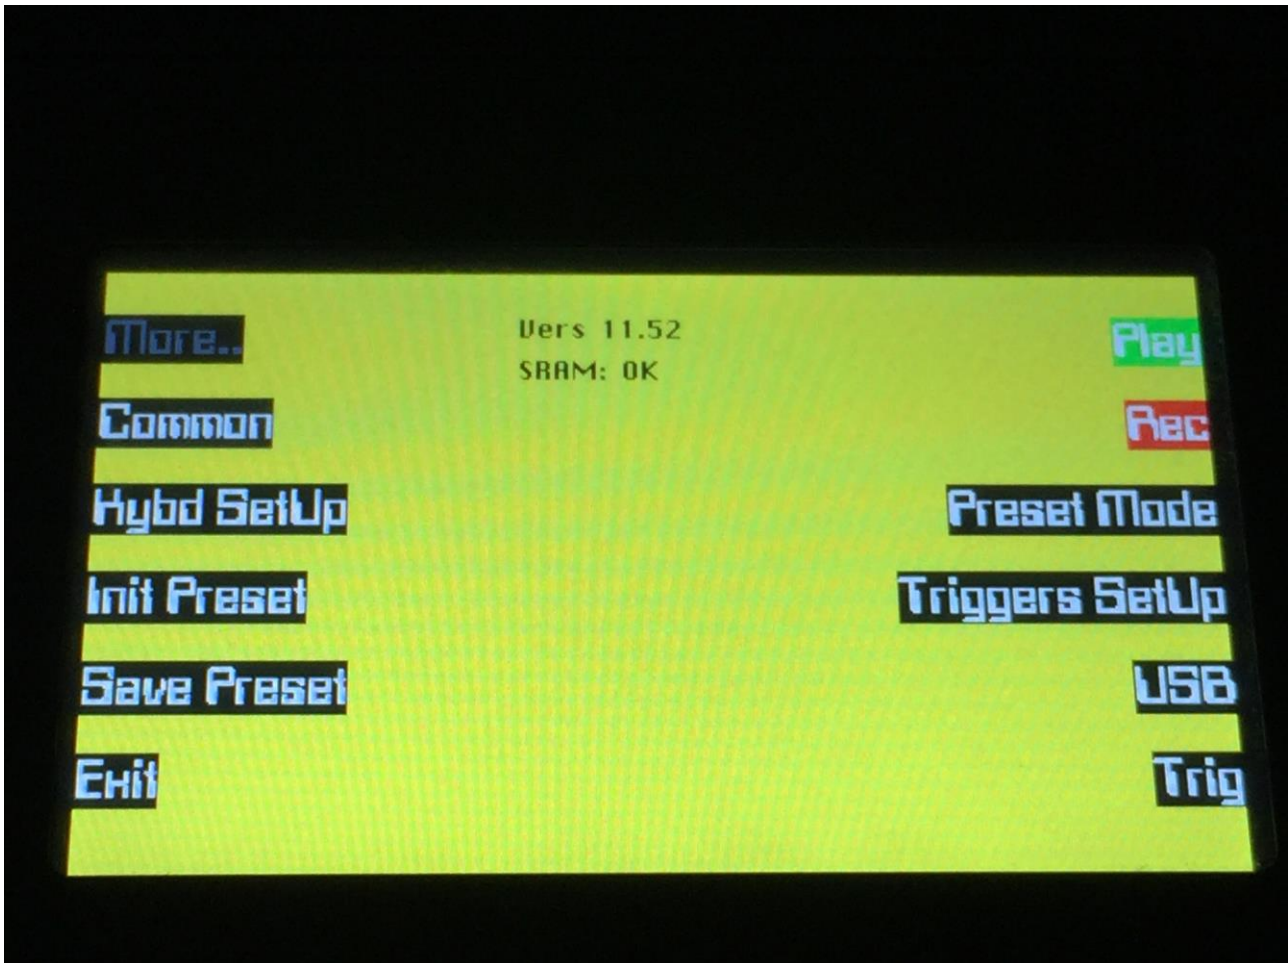 More..
Vers 11.52
Play
SRAM: OK
Common
Rec
Kybd SetUp
Preset Mode
Init Preset
Triggers SetUp
Save Preset
USB
Exit
Trig